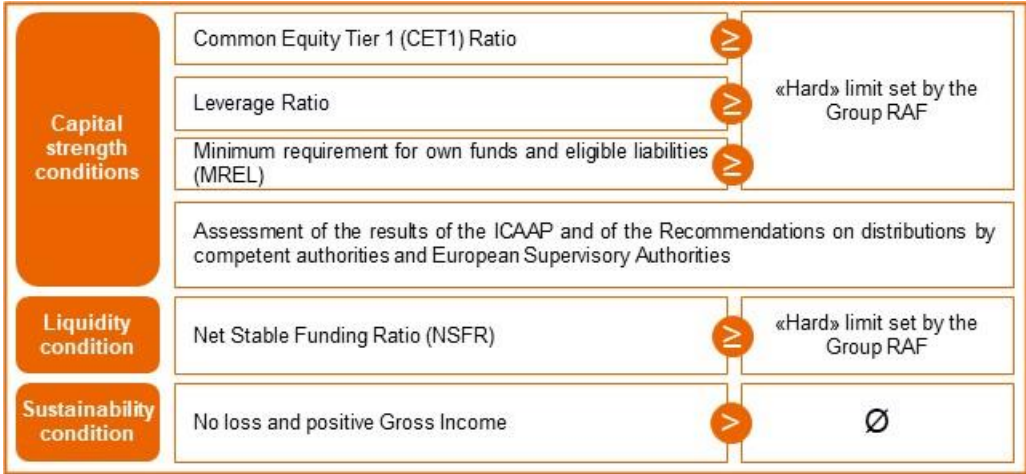 Capital
strength
conditions
Common Equity Tier 1 (CET1) Ratio
≥
Leverage Ratio
≥
Minimum requirement for own funds and eligible liabilities
(MREL)
≥
«Hard» limit set by the
Group RAF
Assessment of the results of the ICAAP and of the Recommendations on distributions by
competent authorities and European Supervisory Authorities
Liquidity
condition
Net Stable Funding Ratio (NSFR)
≥
«Hard» limit set by the
Group RAF
Sustainability
condition
No loss and positive Gross Income
>
Ø